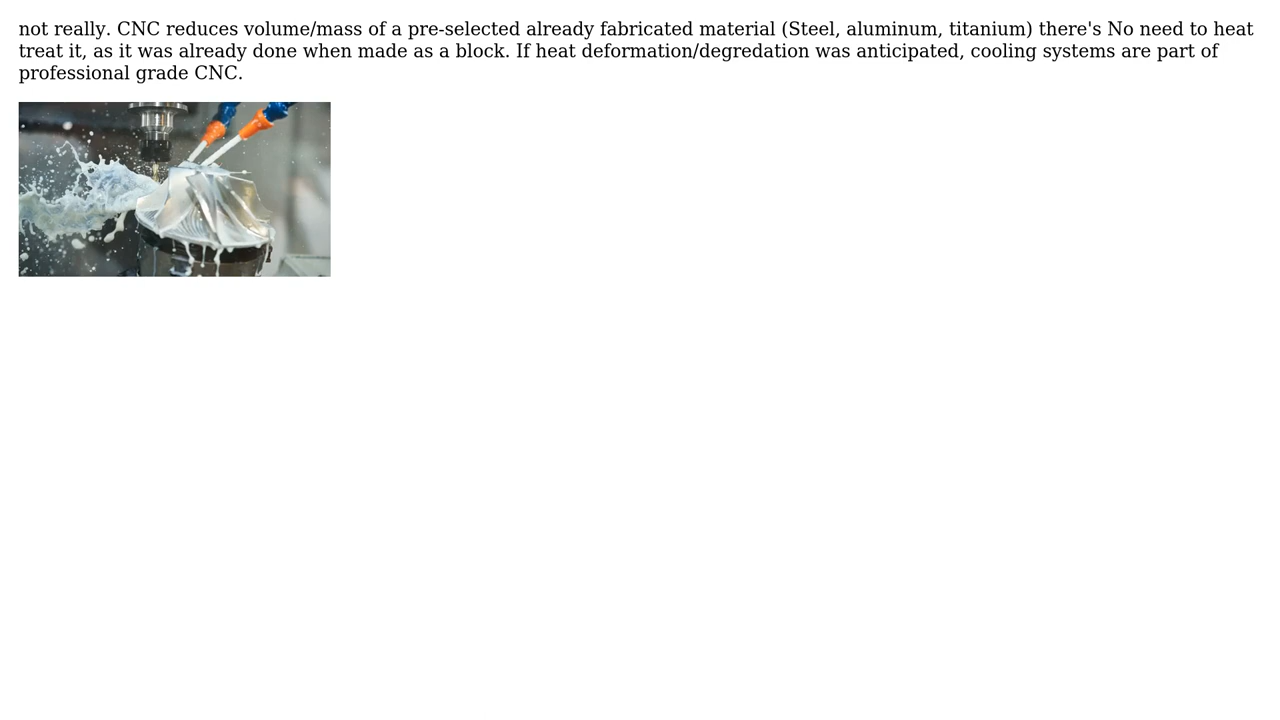 not really. CNC reduces volume/mass of a pre-selected already fabricated material (Steel, aluminum, titanium) there's No need to heat
treat it, as it was already done when made as a block. If heat deformation/degredation was anticipated, cooling systems are part of
professional grade CNC.